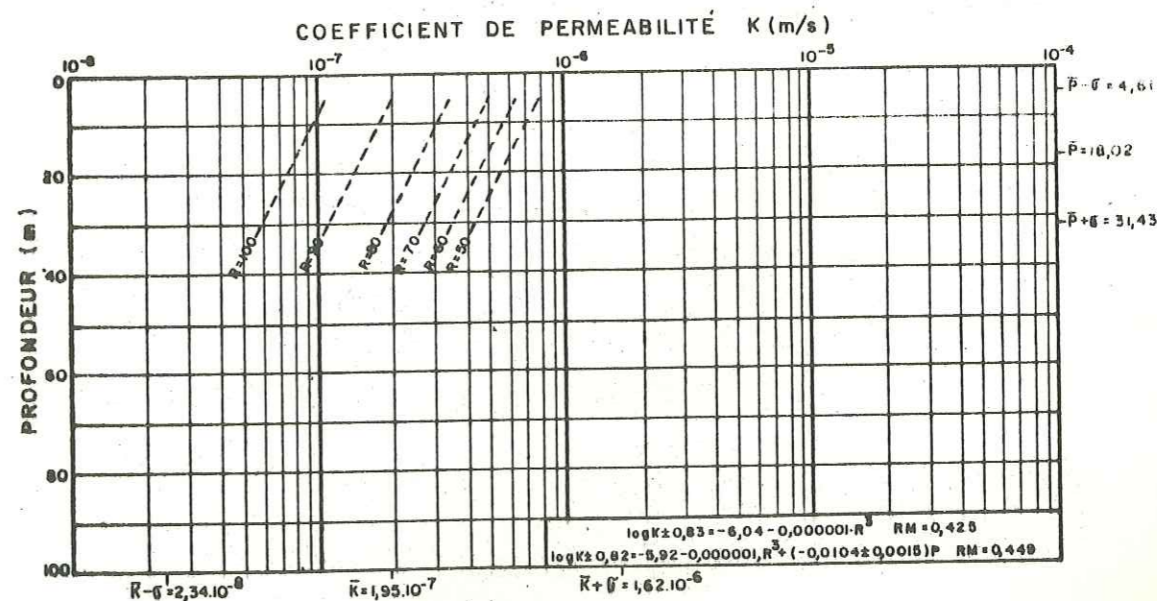 COEFFICIENT DE PERMEABILITÉ K (m/s)
10-8 10-7 10-6 10-5 10-4
0
20
40
60
80
100
PROFONDEUR (m)
R=100
R=90
R=80
R=70
R=60
R=50
P̄-σ=4,61
P̄=18,02
P̄+σ=31,43
logK±0,83=-6,04-0,000001·R3 RM=0,425
logK±0,82=-5,92-0,000001,R3+(-0,0104±0,0015)P RM=0,449
K̄-σ=2,34.10-8 K̄=1,95.10-7 K̄+σ=1,62.10-6